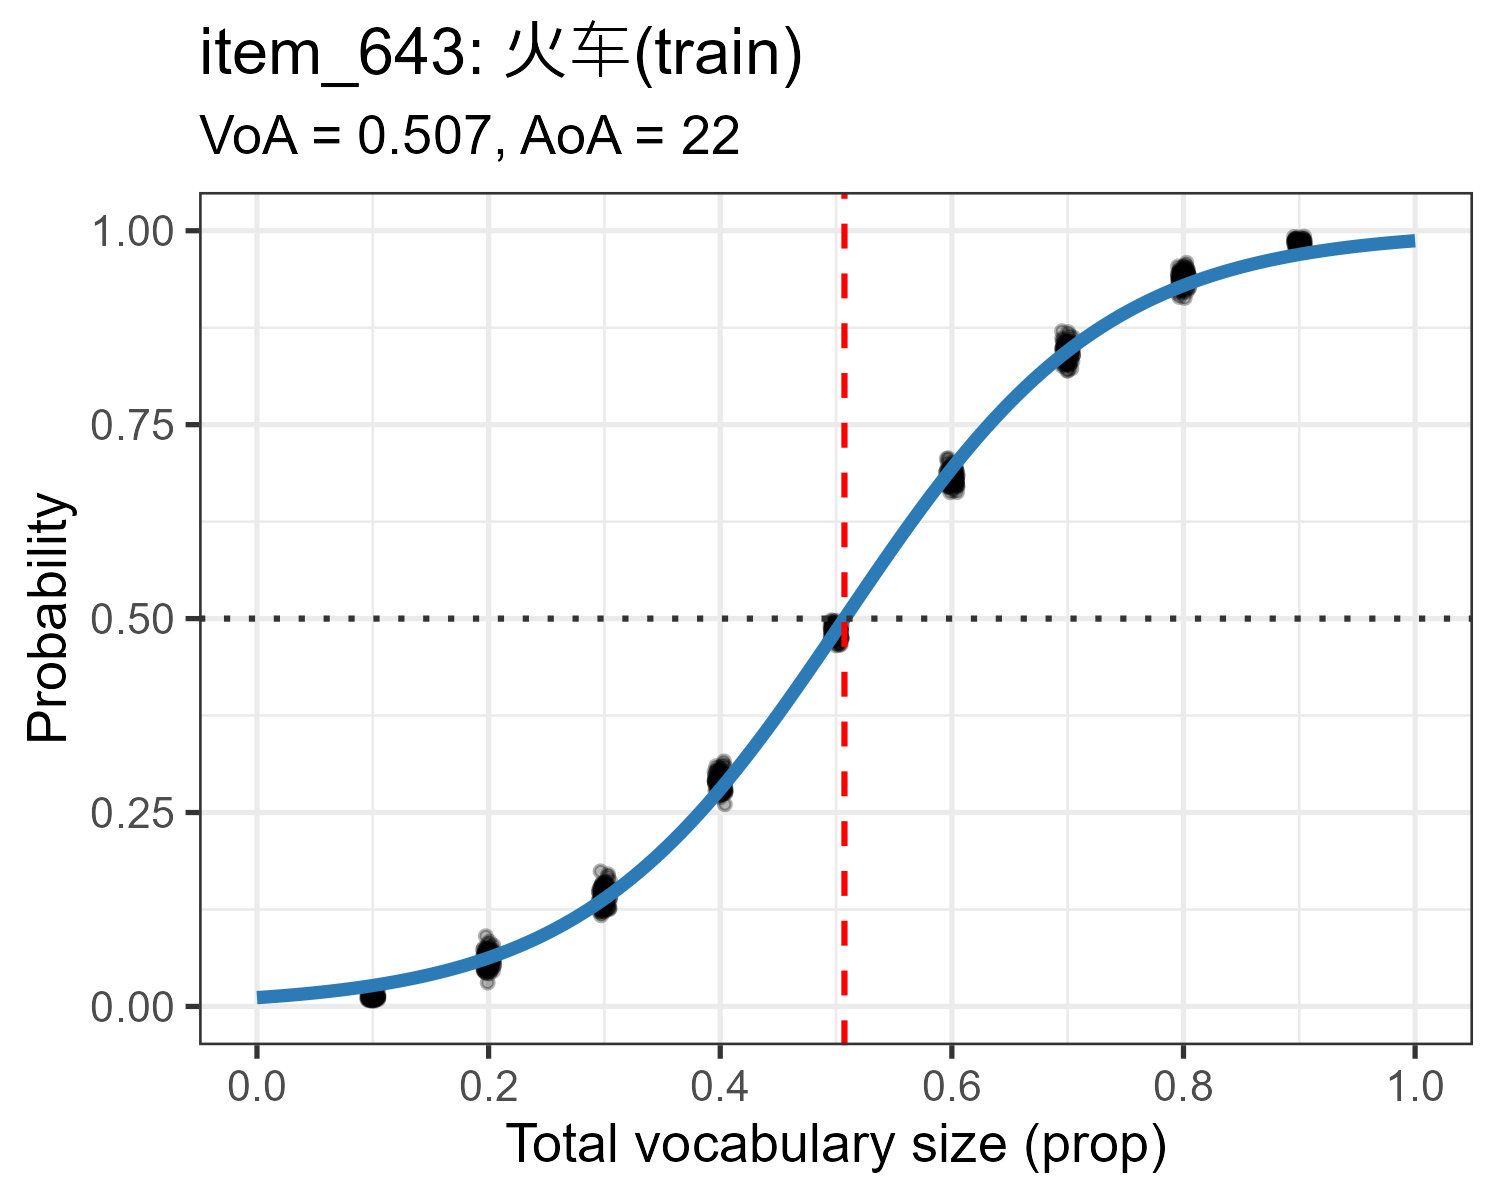 item_643: 火车(train)
VoA = 0.507, AoA = 22
1.00
0.75
0.50
0.25
0.00
Probability
0.0 0.2 0.4 0.6 0.8 1.0
Total vocabulary size (prop)